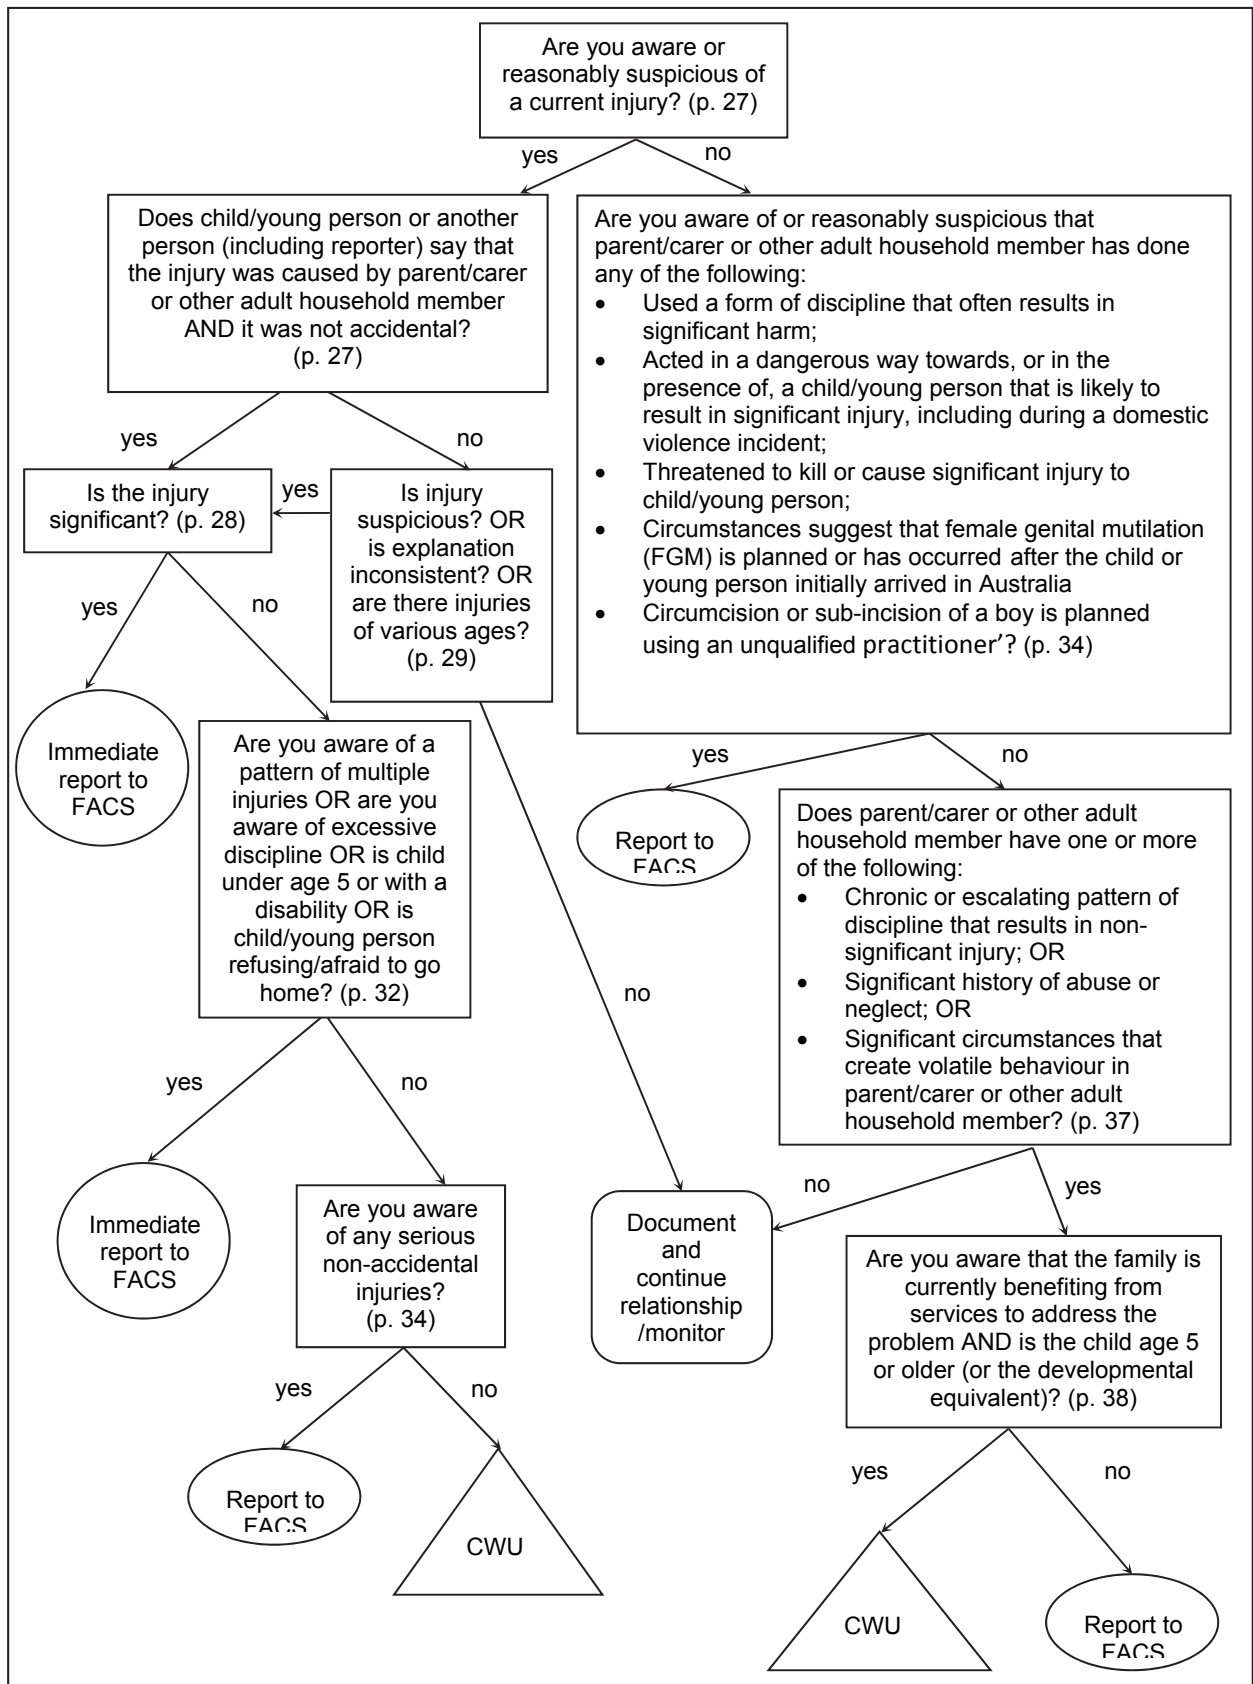 Are you aware or
reasonably suspicious of
a current injury? (p. 27)
yes
no
Does child/young person or another
person (including reporter) say that
the injury was caused by parent/carer
or other adult household member
AND it was not accidental?
(p. 27)
Are you aware of or reasonably suspicious that
parent/carer or other adult household member has done
any of the following:
• Used a form of discipline that often results in
significant harm;
• Acted in a dangerous way towards, or in the
presence of, a child/young person that is likely to
result in significant injury, including during a domestic
violence incident;
• Threatened to kill or cause significant injury to
child/young person;
• Circumstances suggest that female genital mutilation
(FGM) is planned or has occurred after the child or
young person initially arrived in Australia
• Circumcision or sub-incision of a boy is planned
using an unqualified practitioner’? (p. 34)
yes
no
Is the injury
significant? (p. 28)
yes
Is injury
suspicious? OR
is explanation
inconsistent? OR
are there injuries
of various ages?
(p. 29)
yes
no
Immediate
report to
FACS
Are you aware of a
pattern of multiple
injuries OR are you
aware of excessive
discipline OR is child
under age 5 or with a
disability OR is
child/young person
refusing/afraid to go
home? (p. 32)
no
yes
no
Report to
FACS
Does parent/carer or other adult
household member have one or more
of the following:
• Chronic or escalating pattern of
discipline that results in non-
significant injury; OR
• Significant history of abuse or
neglect; OR
• Significant circumstances that
create volatile behaviour in
parent/carer or other adult
household member? (p. 37)
yes
no
Immediate
report to
FACS
Are you aware
of any serious
non-accidental
injuries?
(p. 34)
Document
and
continue
relationship
/monitor
no
yes
Are you aware that the family is
currently benefiting from
services to address the
problem AND is the child age 5
or older (or the developmental
equivalent)? (p. 38)
yes
no
Report to
FACS
CWU
yes
no
CWU
Report to
FACS